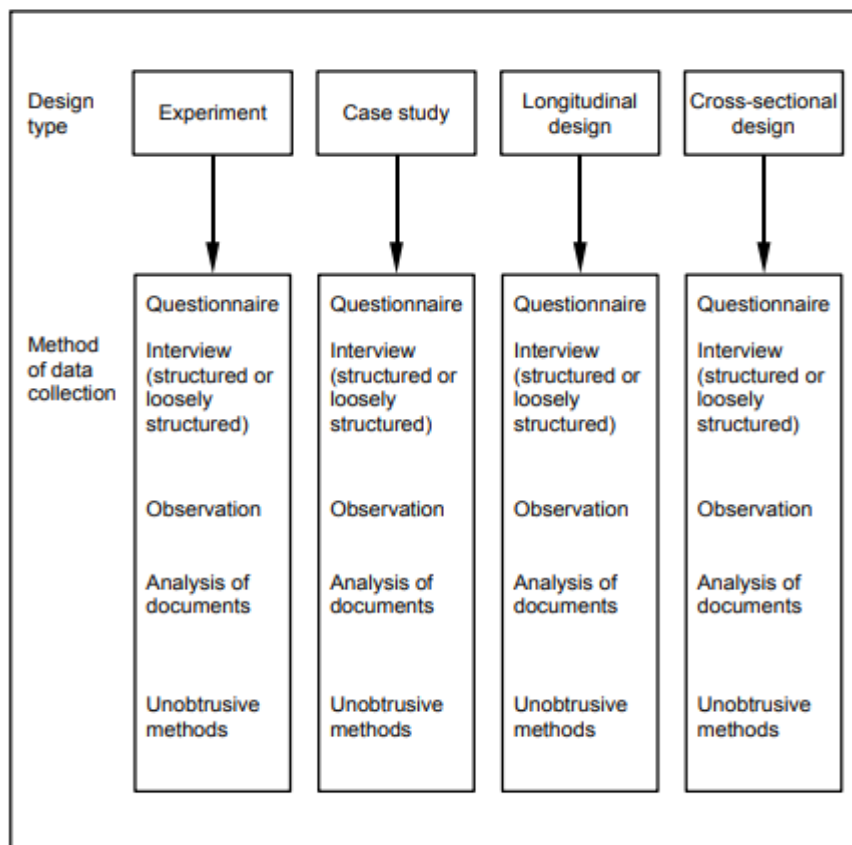 Design
type
Experiment
Case study
Longitudinal
design
Cross-sectional
design
Method
of data
collection
Questionnaire
Interview
(structured or
loosely
structured)
Observation
Analysis of
documents
Unobtrusive
methods
Questionnaire
Interview
(structured or
loosely
structured)
Observation
Analysis of
documents
Unobtrusive
methods
Questionnaire
Interview
(structured or
loosely
structured)
Observation
Analysis of
documents
Unobtrusive
methods
Questionnaire
Interview
(structured or
loosely
structured)
Observation
Analysis of
documents
Unobtrusive
methods